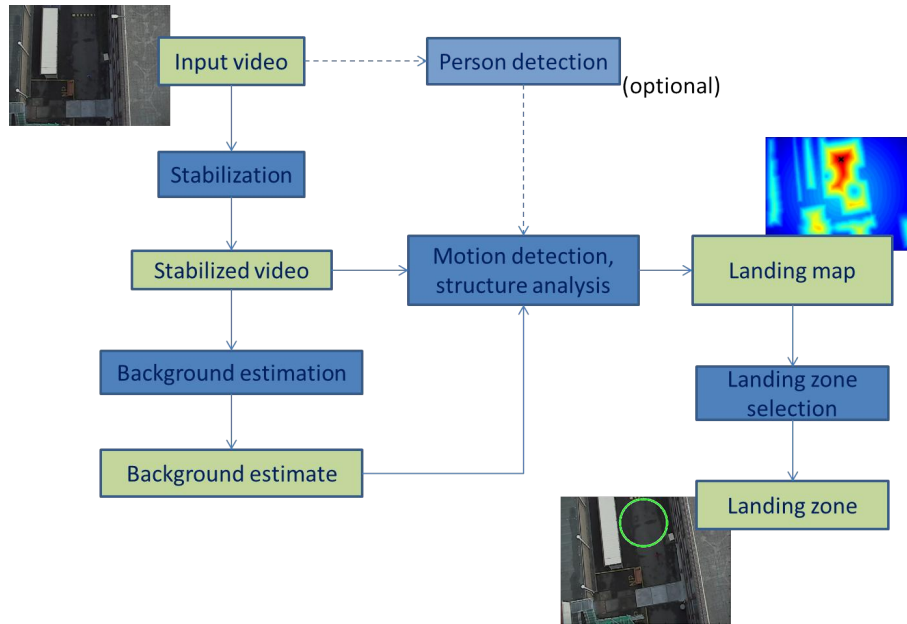 Input video
Person detection
(optional)
Stabilization
Stabilized video
Motion detection,
structure analysis
Landing map
Background estimation
Landing zone
selection
Background estimate
Landing zone